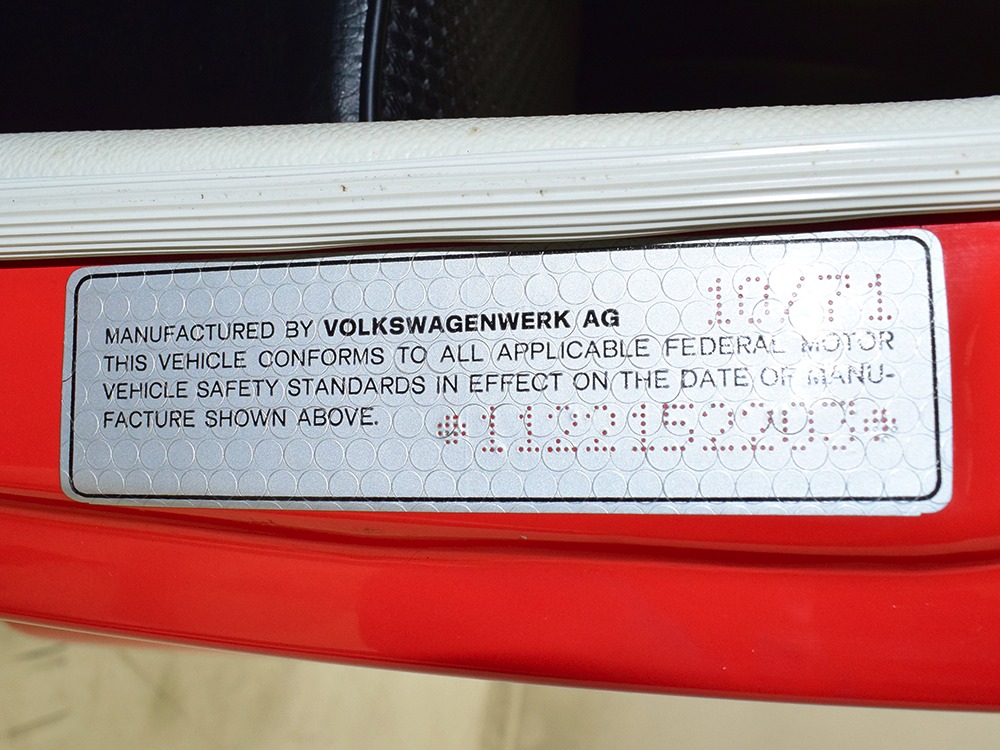 10/71
MANUFACTURED BY VOLKSWAGENWERK AG
THIS VEHICLE CONFORMS TO ALL APPLICABLE FEDERAL MOTOR
VEHICLE SAFETY STANDARDS IN EFFECT ON THE DATE OF MANU-
FACTURE SHOWN ABOVE.